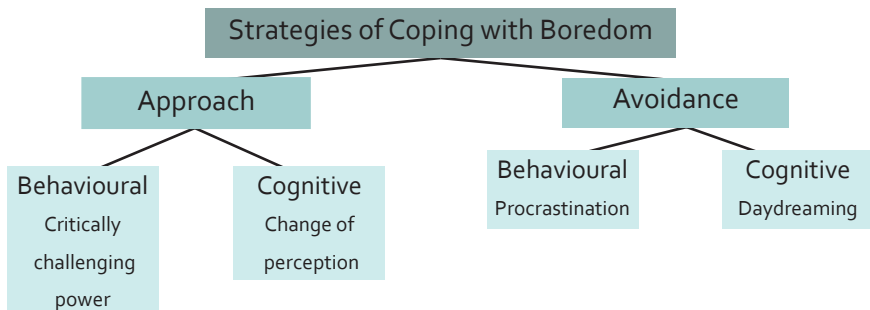 Strategies of Coping with Boredom
Approach
Avoidance
Behavioural
Critically
challenging
power
Cognitive
Change of
perception
Behavioural
Procrastination
Cognitive
Daydreaming